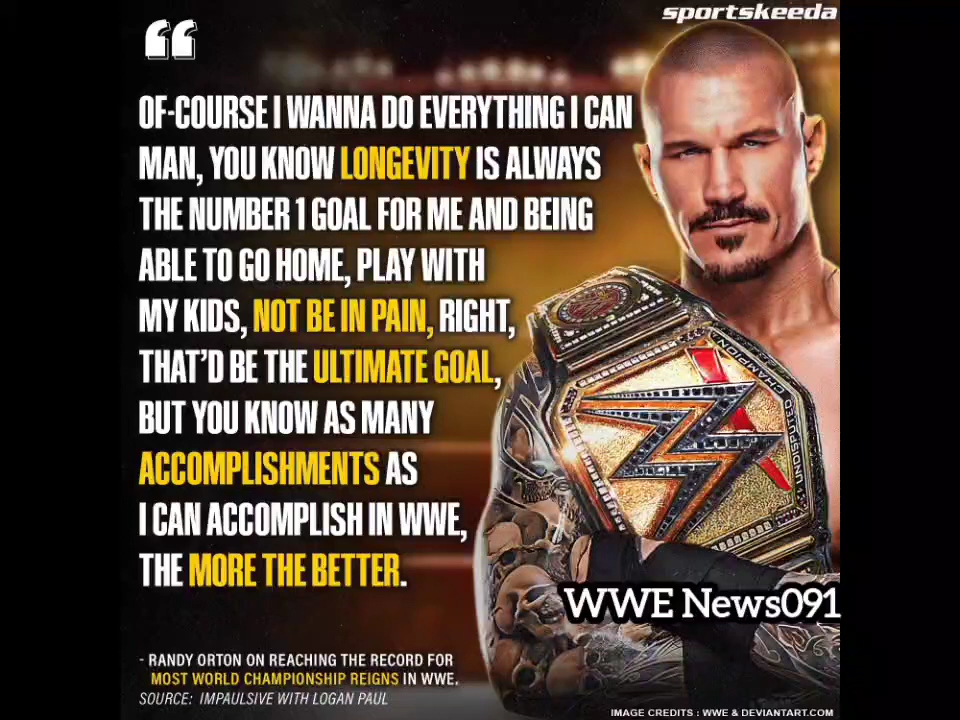 sportskeeda
OF-COURSE I WANNA DO EVERYTHING I CAN
MAN, YOU KNOW LONGEVITY IS ALWAYS
THE NUMBER 1 GOAL FOR ME AND BEING
ABLE TO GO HOME, PLAY WITH
MY KIDS, NOT BE IN PAIN, RIGHT,
THAT'D BE THE ULTIMATE GOAL,
BUT YOU KNOW AS MANY
ACCOMPLISHMENTS AS
I CAN ACCOMPLISH IN WWE,
THE MORE THE BETTER.
CHAMPION
UNDISPUTED
WWE News091
- RANDY ORTON ON REACHING THE RECORD FOR
MOST WORLD CHAMPIONSHIP REIGNS IN WWE.
SOURCE: IMPAULSIVE WITH LOGAN PAUL
IMAGE CREDITS : WWE & DEVIANTART.COM